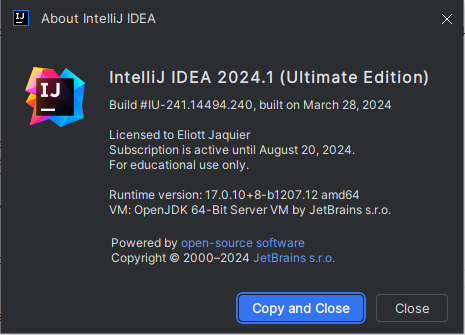 IJ About IntelliJ IDEA
IJ
IntelliJ IDEA 2024.1 (Ultimate Edition)
Build #IU-241.14494.240, built on March 28, 2024
Licensed to Eliott Jaquier
Subscription is active until August 20, 2024.
For educational use only.
Runtime version: 17.0.10+8-b1207.12 amd64
VM: OpenJDK 64-Bit Server VM by JetBrains s.r.o.
Powered by open-source software
Copyright © 2000–2024 JetBrains s.r.o.
Copy and Close Close